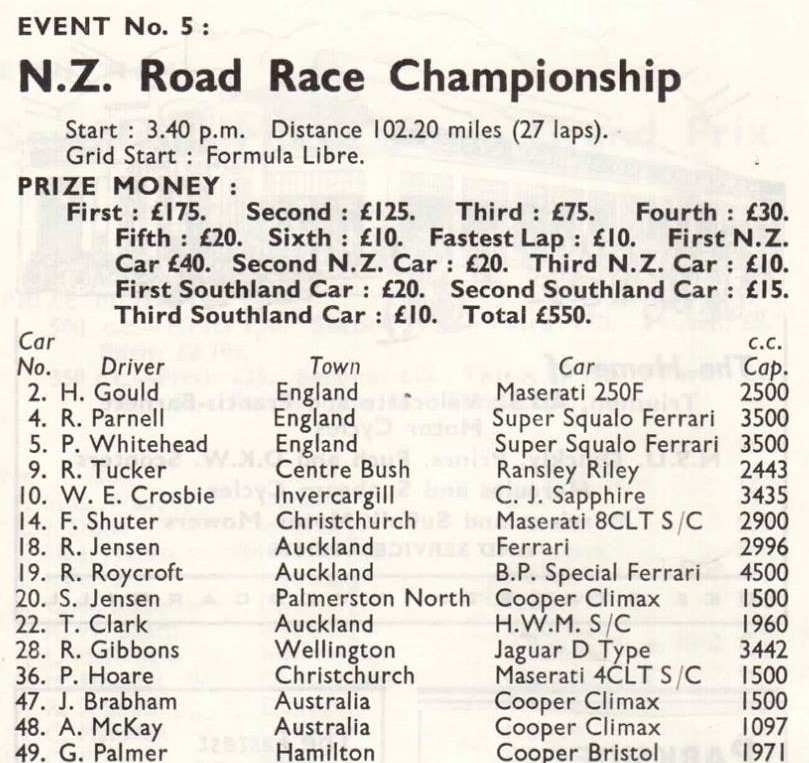 EVENT No. 5 :
N.Z. Road Race Championship
Start : 3.40 p.m. Distance 102.20 miles (27 laps).
Grid Start : Formula Libre.
PRIZE MONEY :
First : £175. Second : £125. Third : £75. Fourth : £30.
Fifth : £20. Sixth : £10. Fastest Lap : £10. First N.Z.
Car £40. Second N.Z. Car : £20. Third N.Z. Car : £10.
First Southland Car : £20. Second Southland Car : £15.
Third Southland Car : £10. Total £550.
Car c.c.
No. Driver Town Car Cap.
2. H. Gould England Maserati 250F 2500
4. R. Parnell England Super Squalo Ferrari 3500
5. P. Whitehead England Super Squalo Ferrari 3500
9. R. Tucker Centre Bush Ransley Riley 2443
10. W. E. Crosbie Invercargill G.J. Sapphire 3435
14. F. Shuter Christchurch Maserati 8CLT S/C 2900
18. R. Jensen Auckland Ferrari 2996
19. R. Roycroft Auckland B.P. Special Ferrari 4500
20. S. Jensen Palmerston North Cooper Climax 1500
22. T. Clark Auckland H.W.M. S/C 1960
28. R. Gibbons Wellington Jaguar D Type 3442
36. P. Hoare Christchurch Maserati 4CLT S/C 1500
47. J. Brabham Australia Cooper Climax 1500
48. A. McKay Australia Cooper Climax 1097
49. G. Palmer Hamilton Cooper Bristol 1971